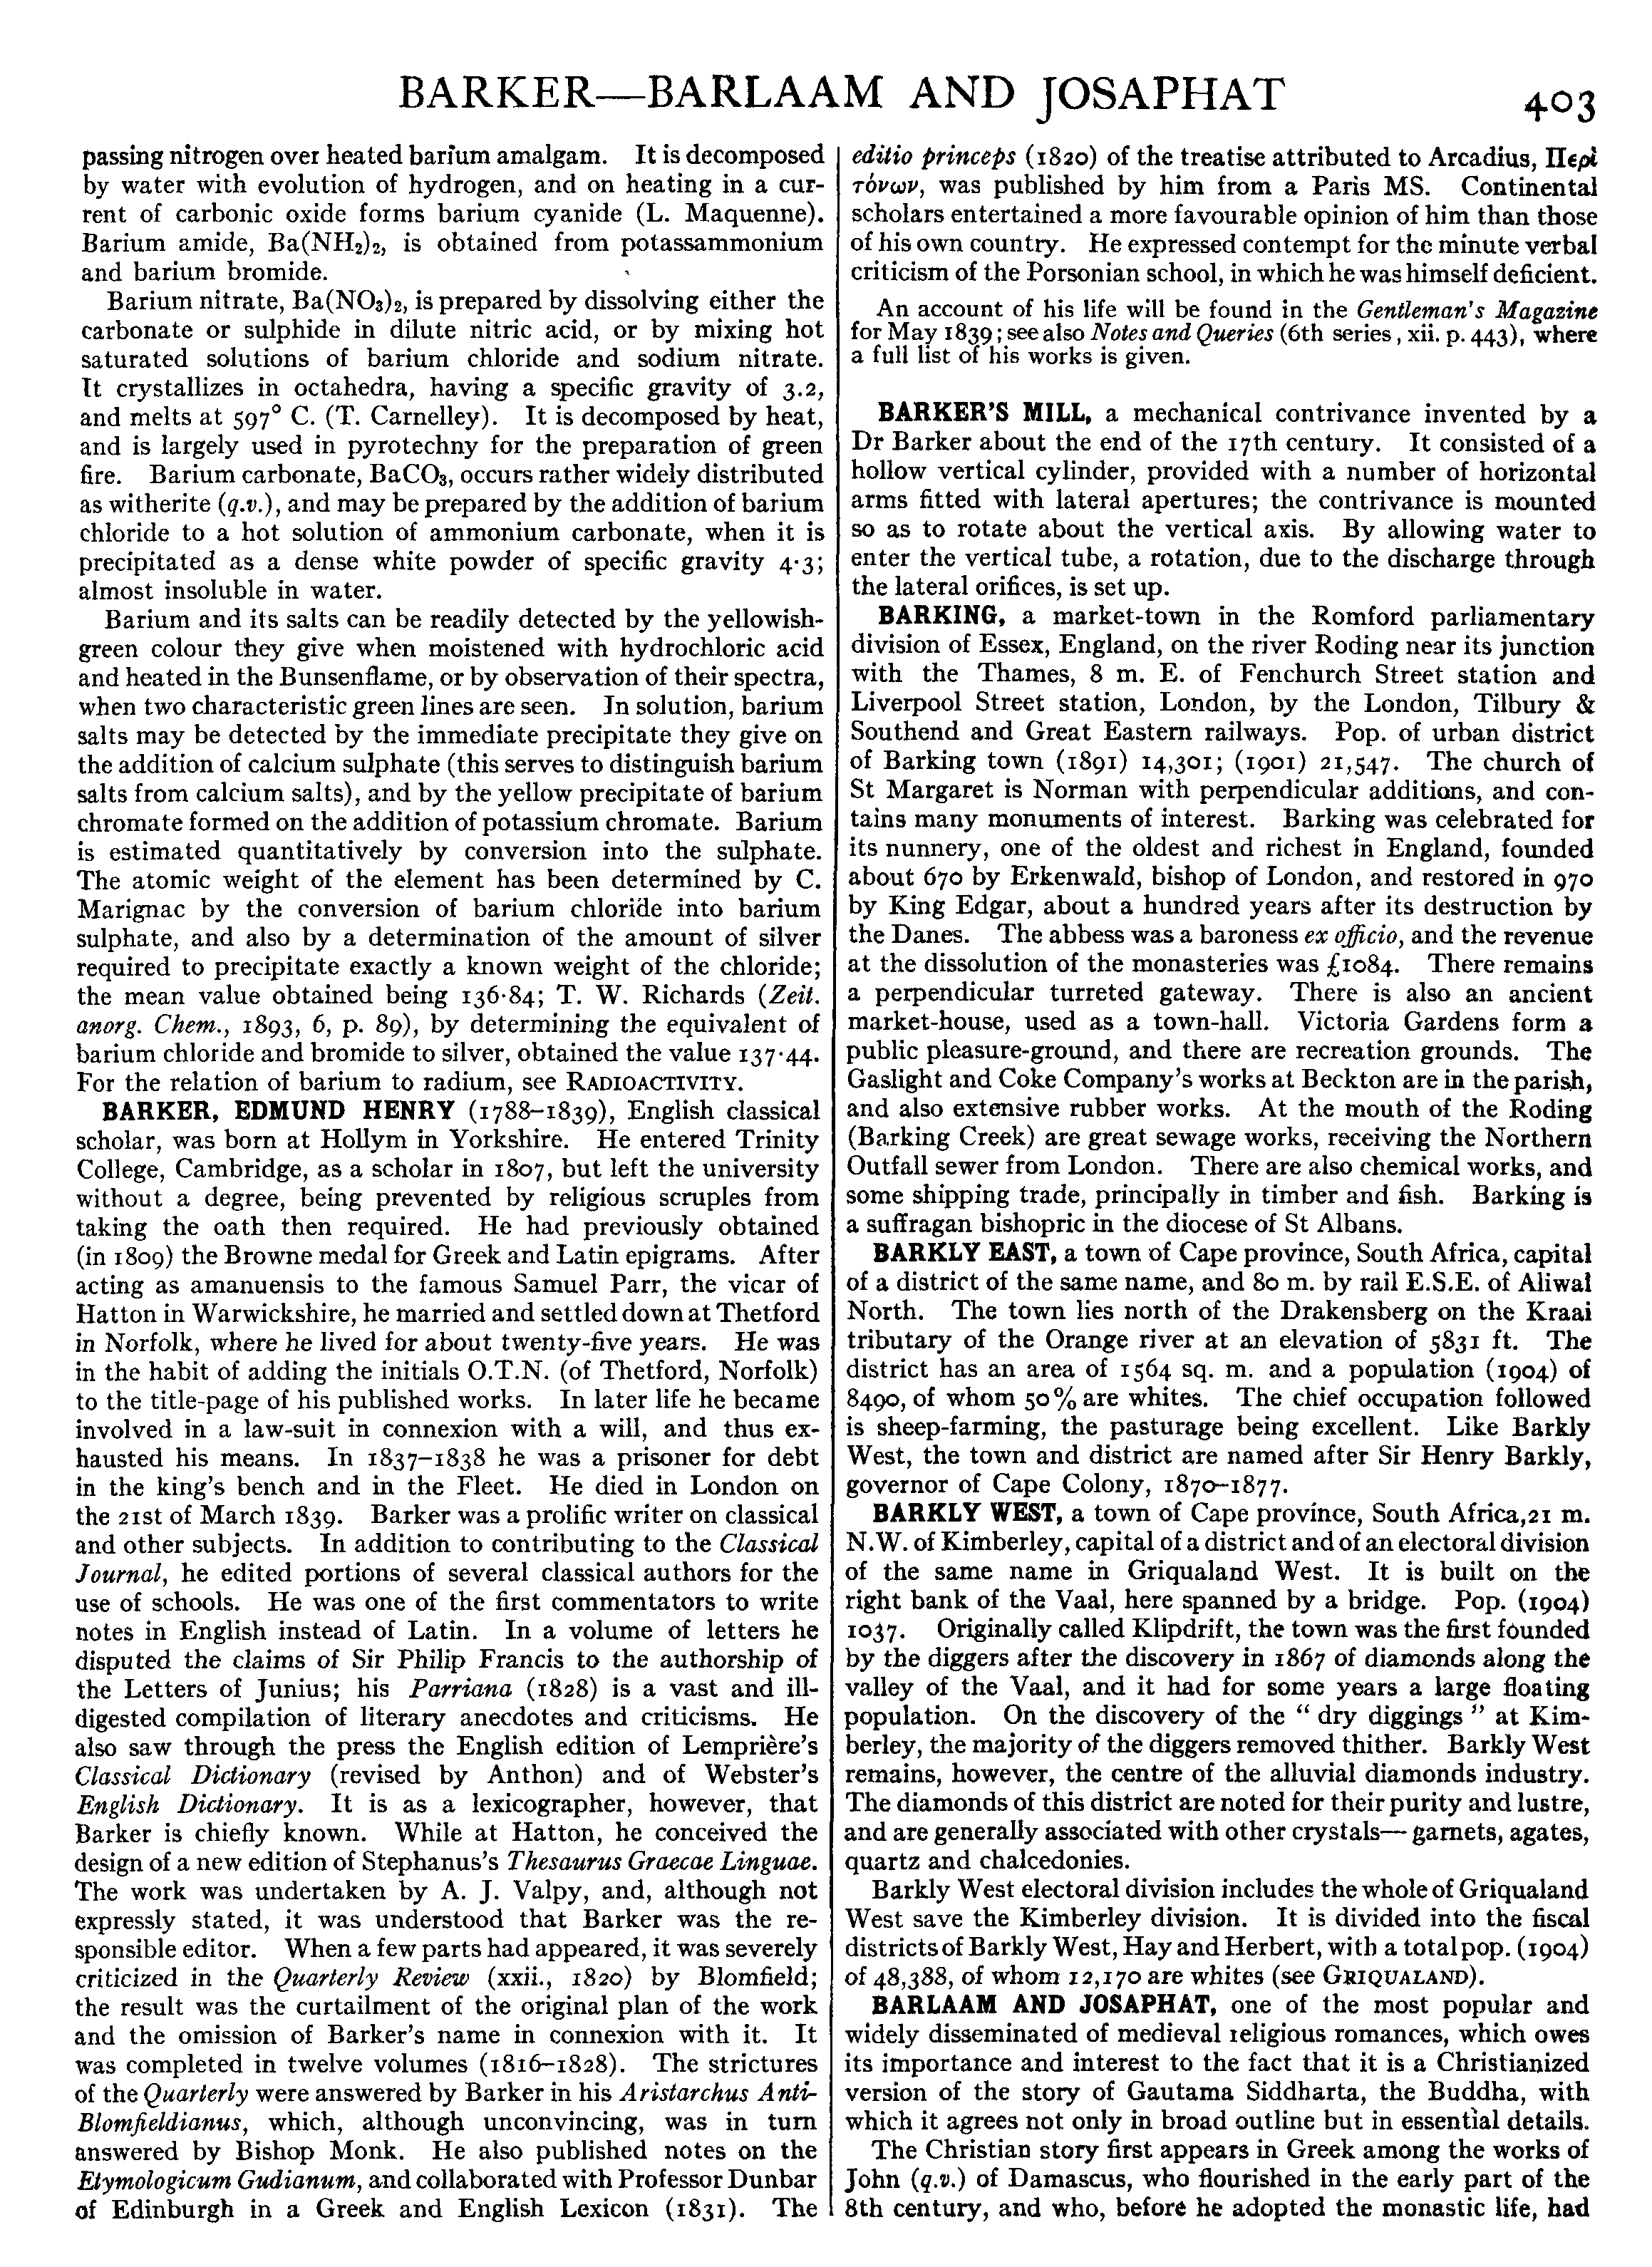 BARKER—BARLAAM AND JOSAPHAT
403
passing nitrogen over heated barium amalgam. It is decomposed
by water with evolution of hydrogen, and on heating in a cur-
rent of carbonic oxide forms barium cyanide (L. Maquenne).
Barium amide, Ba(NH₂)₂, is obtained from potassammonium
and barium bromide.
Barium nitrate, Ba(NO₃)₂, is prepared by dissolving either the
carbonate or sulphide in dilute nitric acid, or by mixing hot
saturated solutions of barium chloride and sodium nitrate.
It crystallizes in octahedra, having a specific gravity of 3.2,
and melts at 597° C. (T. Carnelley). It is decomposed by heat,
and is largely used in pyrotechny for the preparation of green
fire. Barium carbonate, BaCO₃, occurs rather widely distributed
as witherite (q.v.), and may be prepared by the addition of barium
chloride to a hot solution of ammonium carbonate, when it is
precipitated as a dense white powder of specific gravity 4·3;
almost insoluble in water.
Barium and its salts can be readily detected by the yellowish-
green colour they give when moistened with hydrochloric acid
and heated in the Bunsenflame, or by observation of their spectra,
when two characteristic green lines are seen. In solution, barium
salts may be detected by the immediate precipitate they give on
the addition of calcium sulphate (this serves to distinguish barium
salts from calcium salts), and by the yellow precipitate of barium
chromate formed on the addition of potassium chromate. Barium
is estimated quantitatively by conversion into the sulphate.
The atomic weight of the element has been determined by C.
Marignac by the conversion of barium chloride into barium
sulphate, and also by a determination of the amount of silver
required to precipitate exactly a known weight of the chloride;
the mean value obtained being 136·84; T. W. Richards (Zeit.
anorg. Chem., 1893, 6, p. 89), by determining the equivalent of
barium chloride and bromide to silver, obtained the value 137·44.
For the relation of barium to radium, see RADIOACTIVITY.
BARKER, EDMUND HENRY (1788–1839), English classical
scholar, was born at Hollym in Yorkshire. He entered Trinity
College, Cambridge, as a scholar in 1807, but left the university
without a degree, being prevented by religious scruples from
taking the oath then required. He had previously obtained
(in 1809) the Browne medal for Greek and Latin epigrams. After
acting as amanuensis to the famous Samuel Parr, the vicar of
Hatton in Warwickshire, he married and settled down at Thetford
in Norfolk, where he lived for about twenty-five years. He was
in the habit of adding the initials O.T.N. (of Thetford, Norfolk)
to the title-page of his published works. In later life he became
involved in a law-suit in connexion with a will, and thus ex-
hausted his means. In 1837–1838 he was a prisoner for debt
in the king's bench and in the Fleet. He died in London on
the 21st of March 1839. Barker was a prolific writer on classical
and other subjects. In addition to contributing to the Classical
Journal, he edited portions of several classical authors for the
use of schools. He was one of the first commentators to write
notes in English instead of Latin. In a volume of letters he
disputed the claims of Sir Philip Francis to the authorship of
the Letters of Junius; his Parriana (1828) is a vast and ill-
digested compilation of literary anecdotes and criticisms. He
also saw through the press the English edition of Lemprière's
Classical Dictionary (revised by Anthon) and of Webster's
English Dictionary. It is as a lexicographer, however, that
Barker is chiefly known. While at Hatton, he conceived the
design of a new edition of Stephanus's Thesaurus Graecae Linguae.
The work was undertaken by A. J. Valpy, and, although not
expressly stated, it was understood that Barker was the re-
sponsible editor. When a few parts had appeared, it was severely
criticized in the Quarterly Review (xxii., 1820) by Blomfield;
the result was the curtailment of the original plan of the work
and the omission of Barker's name in connexion with it. It
was completed in twelve volumes (1816–1828). The strictures
of the Quarterly were answered by Barker in his Aristarchus Anti-
Blomfieldianus, which, although unconvincing, was in turn
answered by Bishop Monk. He also published notes on the
Etymologicum Gudianum, and collaborated with Professor Dunbar
of Edinburgh in a Greek and English Lexicon (1831). The
editio princeps (1820) of the treatise attributed to Arcadius, Περὶ
τόνων, was published by him from a Paris MS. Continental
scholars entertained a more favourable opinion of him than those
of his own country. He expressed contempt for the minute verbal
criticism of the Porsonian school, in which he was himself deficient.
An account of his life will be found in the Gentleman's Magazine
for May 1839; see also Notes and Queries (6th series, xii. p. 443), where
a full list of his works is given.
BARKER'S MILL, a mechanical contrivance invented by a
Dr Barker about the end of the 17th century. It consisted of a
hollow vertical cylinder, provided with a number of horizontal
arms fitted with lateral apertures; the contrivance is mounted
so as to rotate about the vertical axis. By allowing water to
enter the vertical tube, a rotation, due to the discharge through
the lateral orifices, is set up.
BARKING, a market-town in the Romford parliamentary
division of Essex, England, on the river Roding near its junction
with the Thames, 8 m. E. of Fenchurch Street station and
Liverpool Street station, London, by the London, Tilbury &
Southend and Great Eastern railways. Pop. of urban district
of Barking town (1891) 14,301; (1901) 21,547. The church of
St Margaret is Norman with perpendicular additions, and con-
tains many monuments of interest. Barking was celebrated for
its nunnery, one of the oldest and richest in England, founded
about 670 by Erkenwald, bishop of London, and restored in 970
by King Edgar, about a hundred years after its destruction by
the Danes. The abbess was a baroness ex officio, and the revenue
at the dissolution of the monasteries was £1084. There remains
a perpendicular turreted gateway. There is also an ancient
market-house, used as a town-hall. Victoria Gardens form a
public pleasure-ground, and there are recreation grounds. The
Gaslight and Coke Company's works at Beckton are in the parish,
and also extensive rubber works. At the mouth of the Roding
(Barking Creek) are great sewage works, receiving the Northern
Outfall sewer from London. There are also chemical works, and
some shipping trade, principally in timber and fish. Barking is
a suffragan bishopric in the diocese of St Albans.
BARKLY EAST, a town of Cape province, South Africa, capital
of a district of the same name, and 80 m. by rail E.S.E. of Aliwal
North. The town lies north of the Drakensberg on the Kraai
tributary of the Orange river at an elevation of 5831 ft. The
district has an area of 1564 sq. m. and a population (1904) of
8490, of whom 50% are whites. The chief occupation followed
is sheep-farming, the pasturage being excellent. Like Barkly
West, the town and district are named after Sir Henry Barkly,
governor of Cape Colony, 1870–1877.
BARKLY WEST, a town of Cape province, South Africa,21 m.
N.W. of Kimberley, capital of a district and of an electoral division
of the same name in Griqualand West. It is built on the
right bank of the Vaal, here spanned by a bridge. Pop. (1904)
1037. Originally called Klipdrift, the town was the first founded
by the diggers after the discovery in 1867 of diamonds along the
valley of the Vaal, and it had for some years a large floating
population. On the discovery of the “ dry diggings ” at Kim-
berley, the majority of the diggers removed thither. Barkly West
remains, however, the centre of the alluvial diamonds industry.
The diamonds of this district are noted for their purity and lustre,
and are generally associated with other crystals— garnets, agates,
quartz and chalcedonies.
Barkly West electoral division includes the whole of Griqualand
West save the Kimberley division. It is divided into the fiscal
districts of Barkly West, Hay and Herbert, with a total pop. (1904)
of 48,388, of whom 12,170 are whites (see GRIQUALAND).
BARLAAM AND JOSAPHAT, one of the most popular and
widely disseminated of medieval religious romances, which owes
its importance and interest to the fact that it is a Christianized
version of the story of Gautama Siddharta, the Buddha, with
which it agrees not only in broad outline but in essential details.
The Christian story first appears in Greek among the works of
John (q.v.) of Damascus, who flourished in the early part of the
8th century, and who, before he adopted the monastic life, had